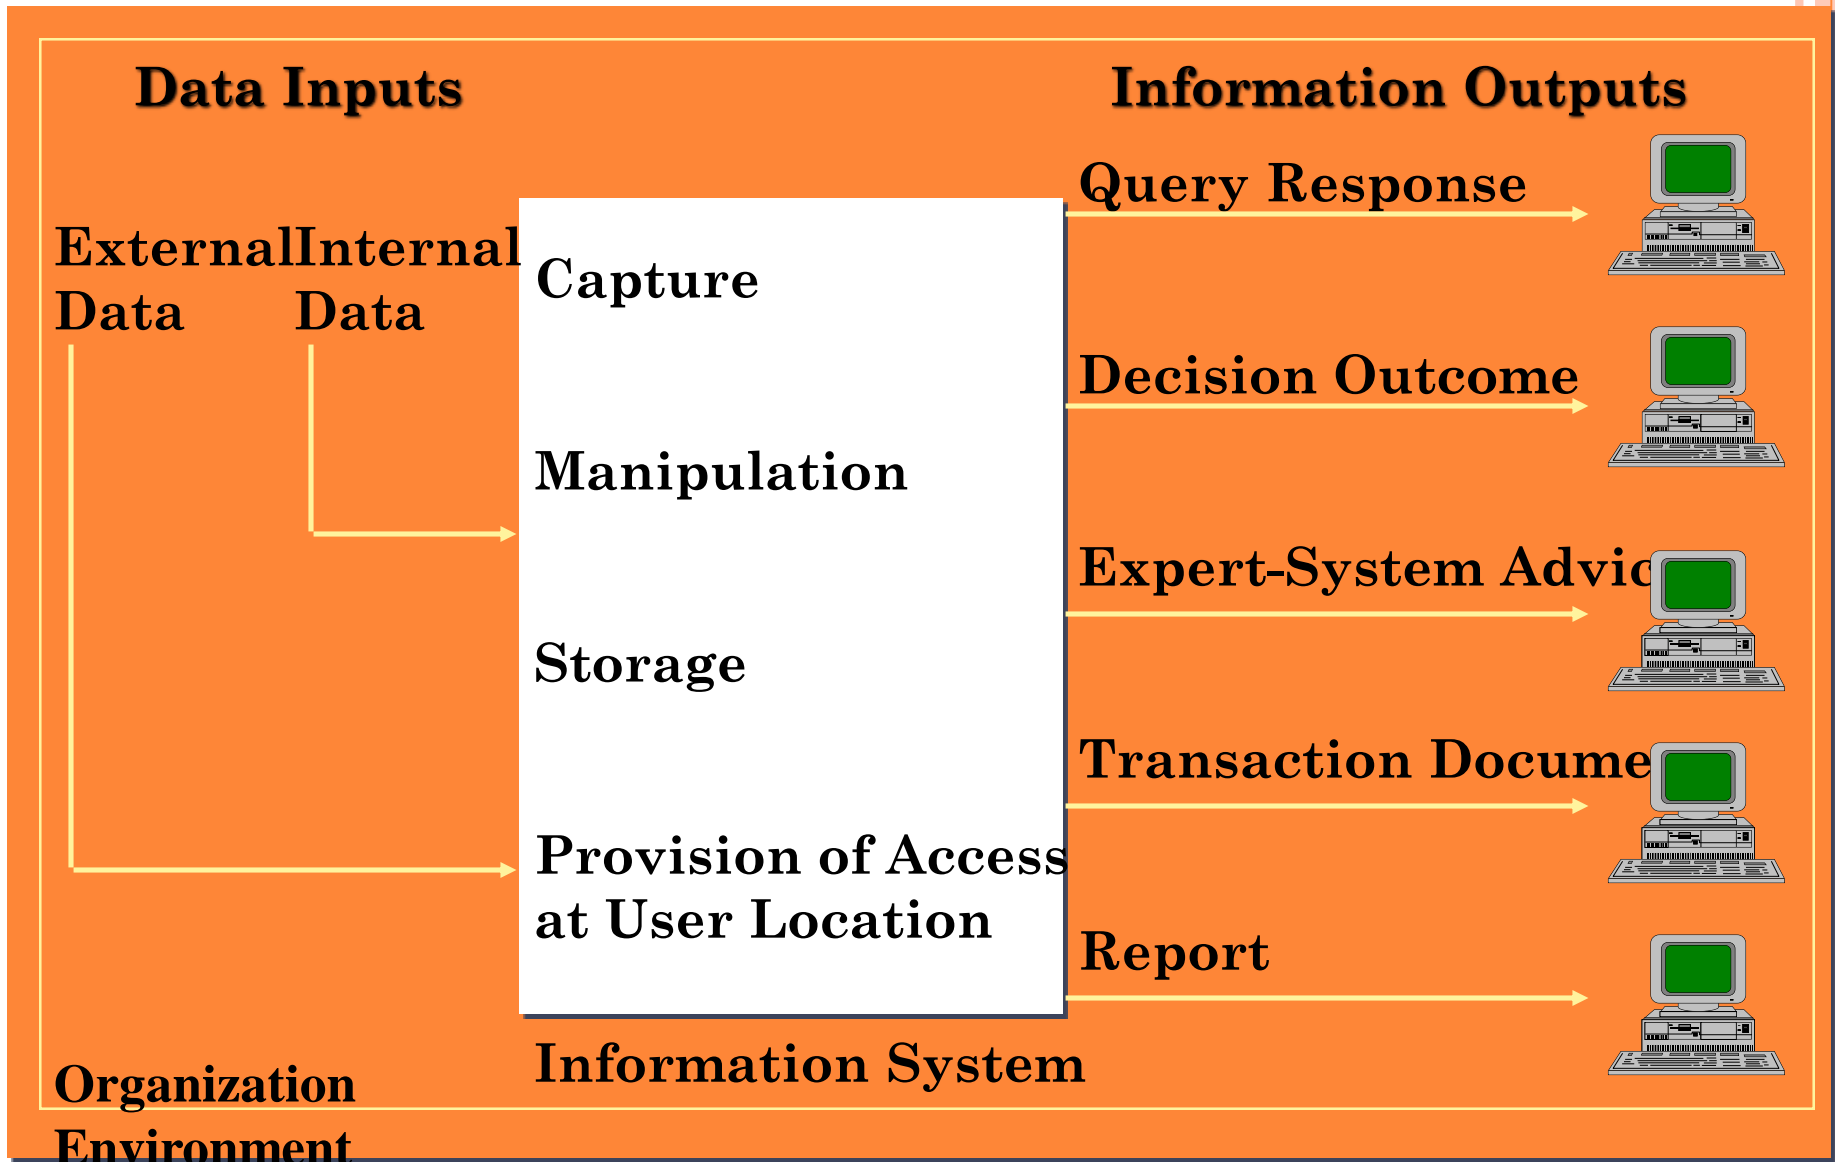 Data Inputs
Information Outputs
External
Data
Internal
Data
Capture
Manipulation
Storage
Provision of Access
at User Location
Information System
Query Response
Decision Outcome
Expert-System Advic
Transaction Docume
Report
Organization
Environment